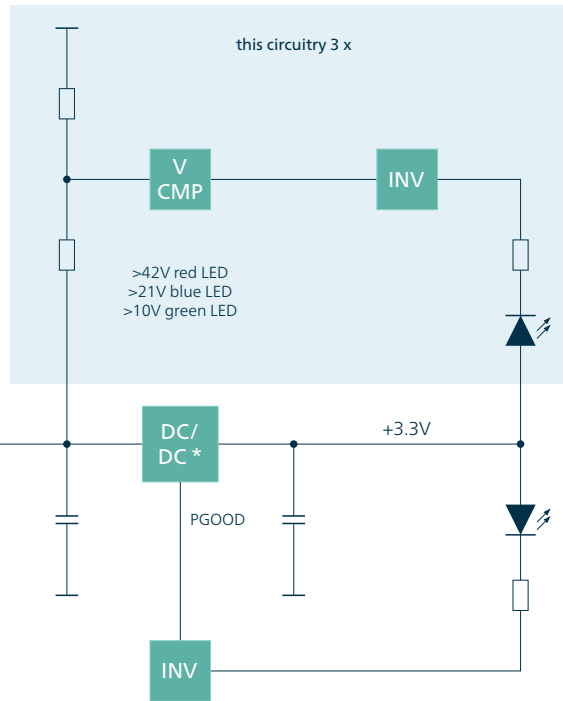 this circuitry 3 x
V
CMP
INV
>42V red LED
>21V blue LED
>10V green LED
DC/
DC *
+3.3V
PGOOD
INV